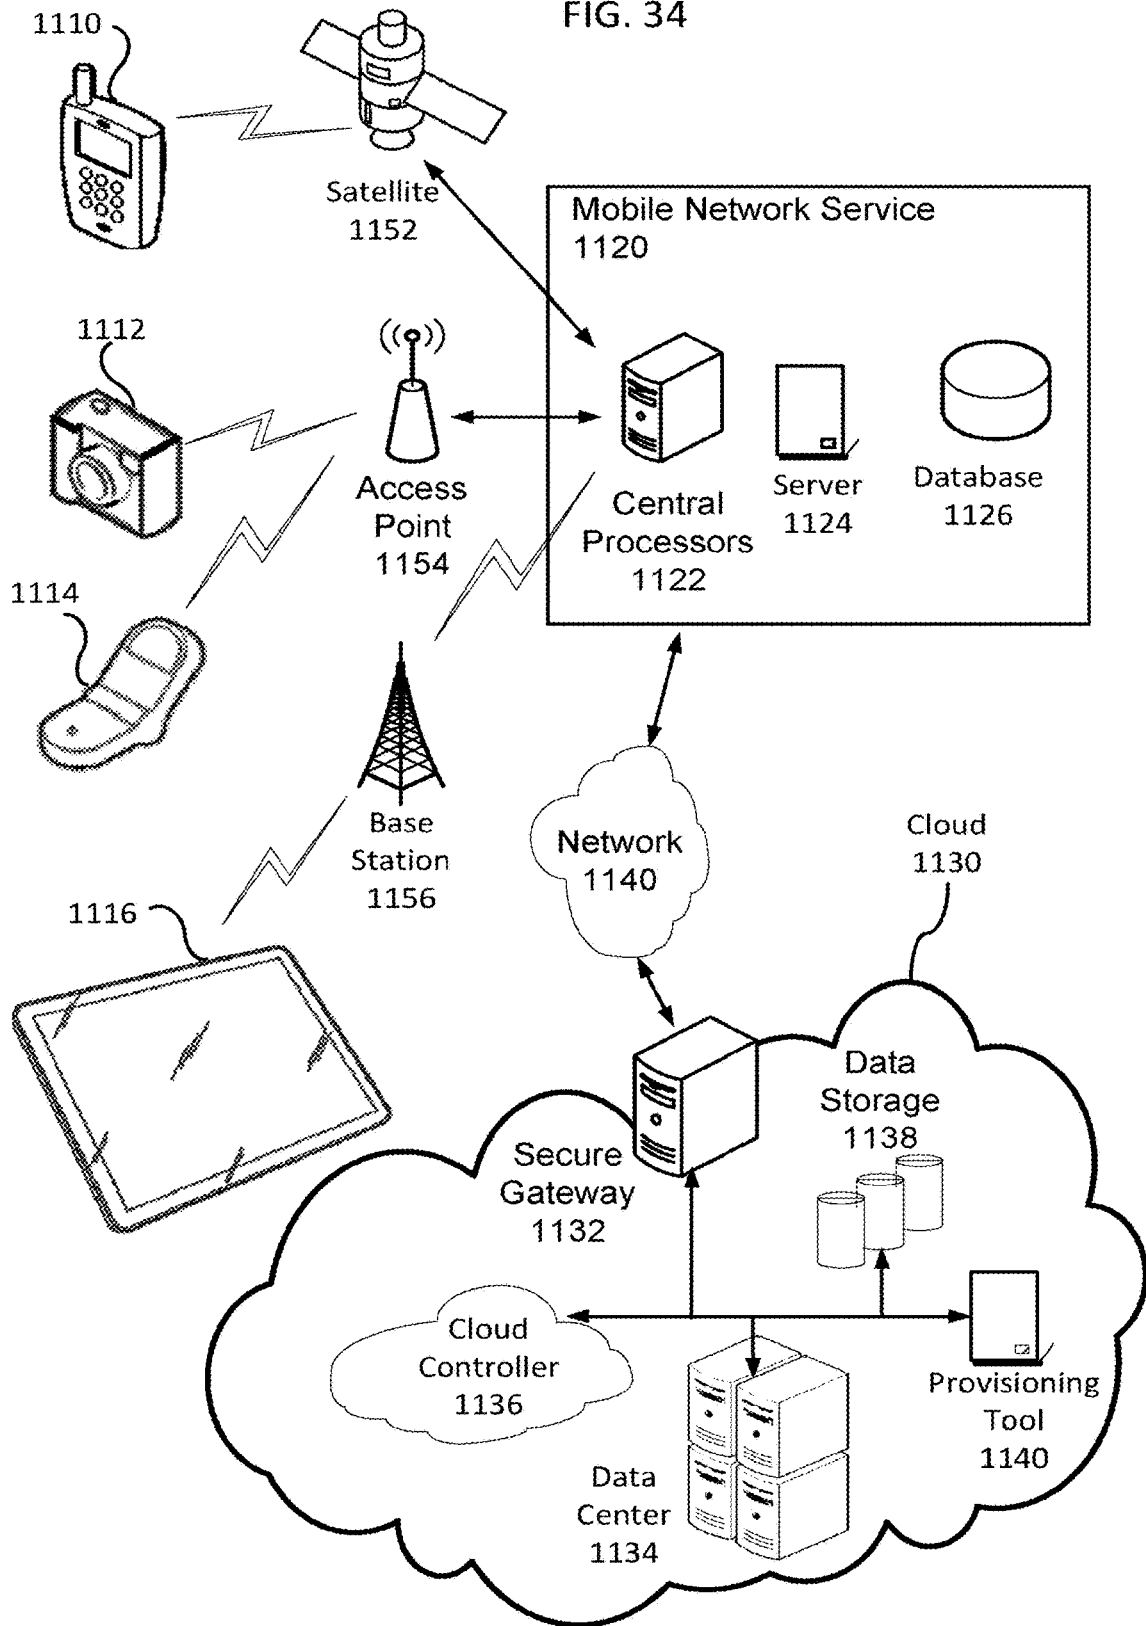 FIG. 34
1110
Satellite
1152
Mobile Network Service
1120
1112
Access
Point
1154
Central
Processors
1122
Server
1124
Database
1126
1114
Base
Station
1156
Network
1140
Cloud
1130
1116
Data
Storage
1138
Secure
Gateway
1132
Cloud
Controller
1136
Provisioning
Tool
1140
Data
Center
1134